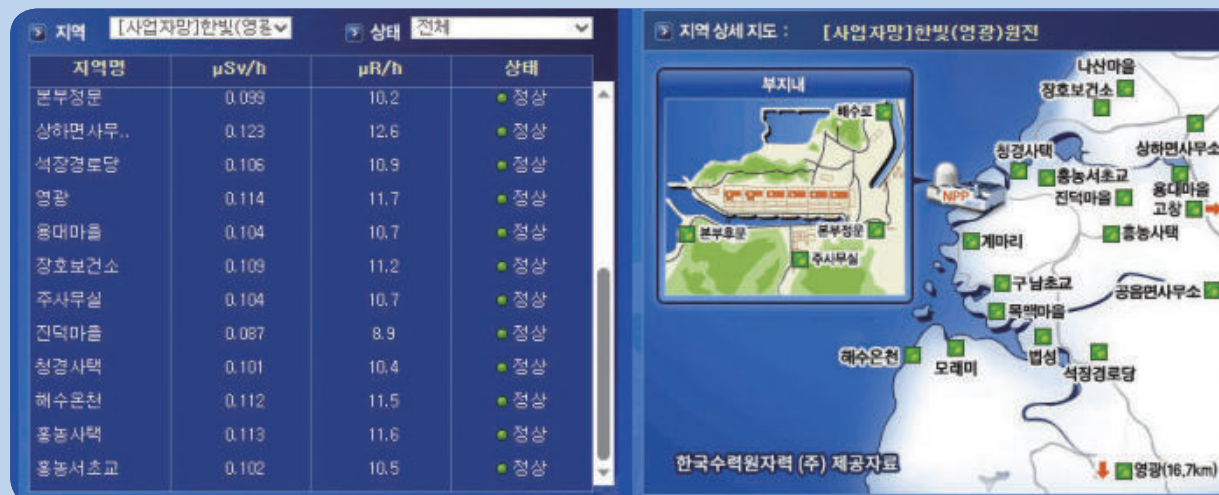 지역 [사업자망]한빛(영광 상태 전체
지역명 μSv/h μR/h 상태
본부정문 0.099 10.2 정상
상하면사무.. 0.123 12.6 정상
석장경로당 0.106 10.9 정상
영광 0.114 11.7 정상
용대마을 0.104 10.7 정상
장호보건소 0.109 11.2 정상
주사무실 0.104 10.7 정상
진덕마을 0.087 8.9 정상
청경사택 0.101 10.4 정상
해수온천 0.112 11.5 정상
홍농사택 0.113 11.6 정상
홍농서초교 0.102 10.5 정상
지역 상세 지도 : [사업자망]한빛(영광)원전
부지내
배수로
본부후문
본부정문
주사무실
NPP
나산마을
장호보건소
상하면사무소
청경사택
홍농서초교
진덕마을
용대마을
고창
계마리
홍농사택
구남초교
공음면사무소
목맥마을
해수온천
모래미
법성
석장경로당
한국수력원자력 (주) 제공자료
영광(16,7km)